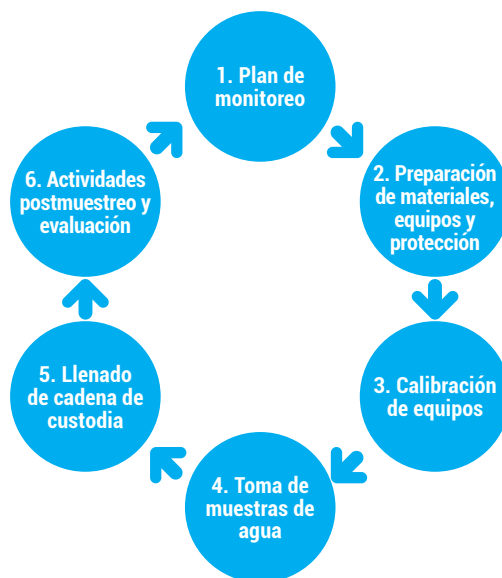 1. Plan de
monitoreo
2. Preparación
de materiales,
equipos y
protección
3. Calibración
de equipos
4. Toma de
muestras de
agua
5. Llenado
de cadena de
custodia
6. Actividades
postmuestreo y
evaluación